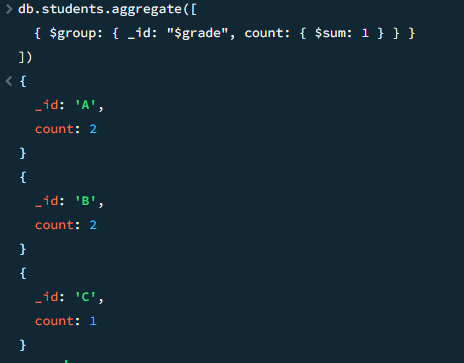 > db.students.aggregate([
{ $group: { _id: "$grade", count: { $sum: 1 } } }
])
< {
_id: 'A',
count: 2
}
{
_id: 'B',
count: 2
}
{
_id: 'C',
count: 1
}